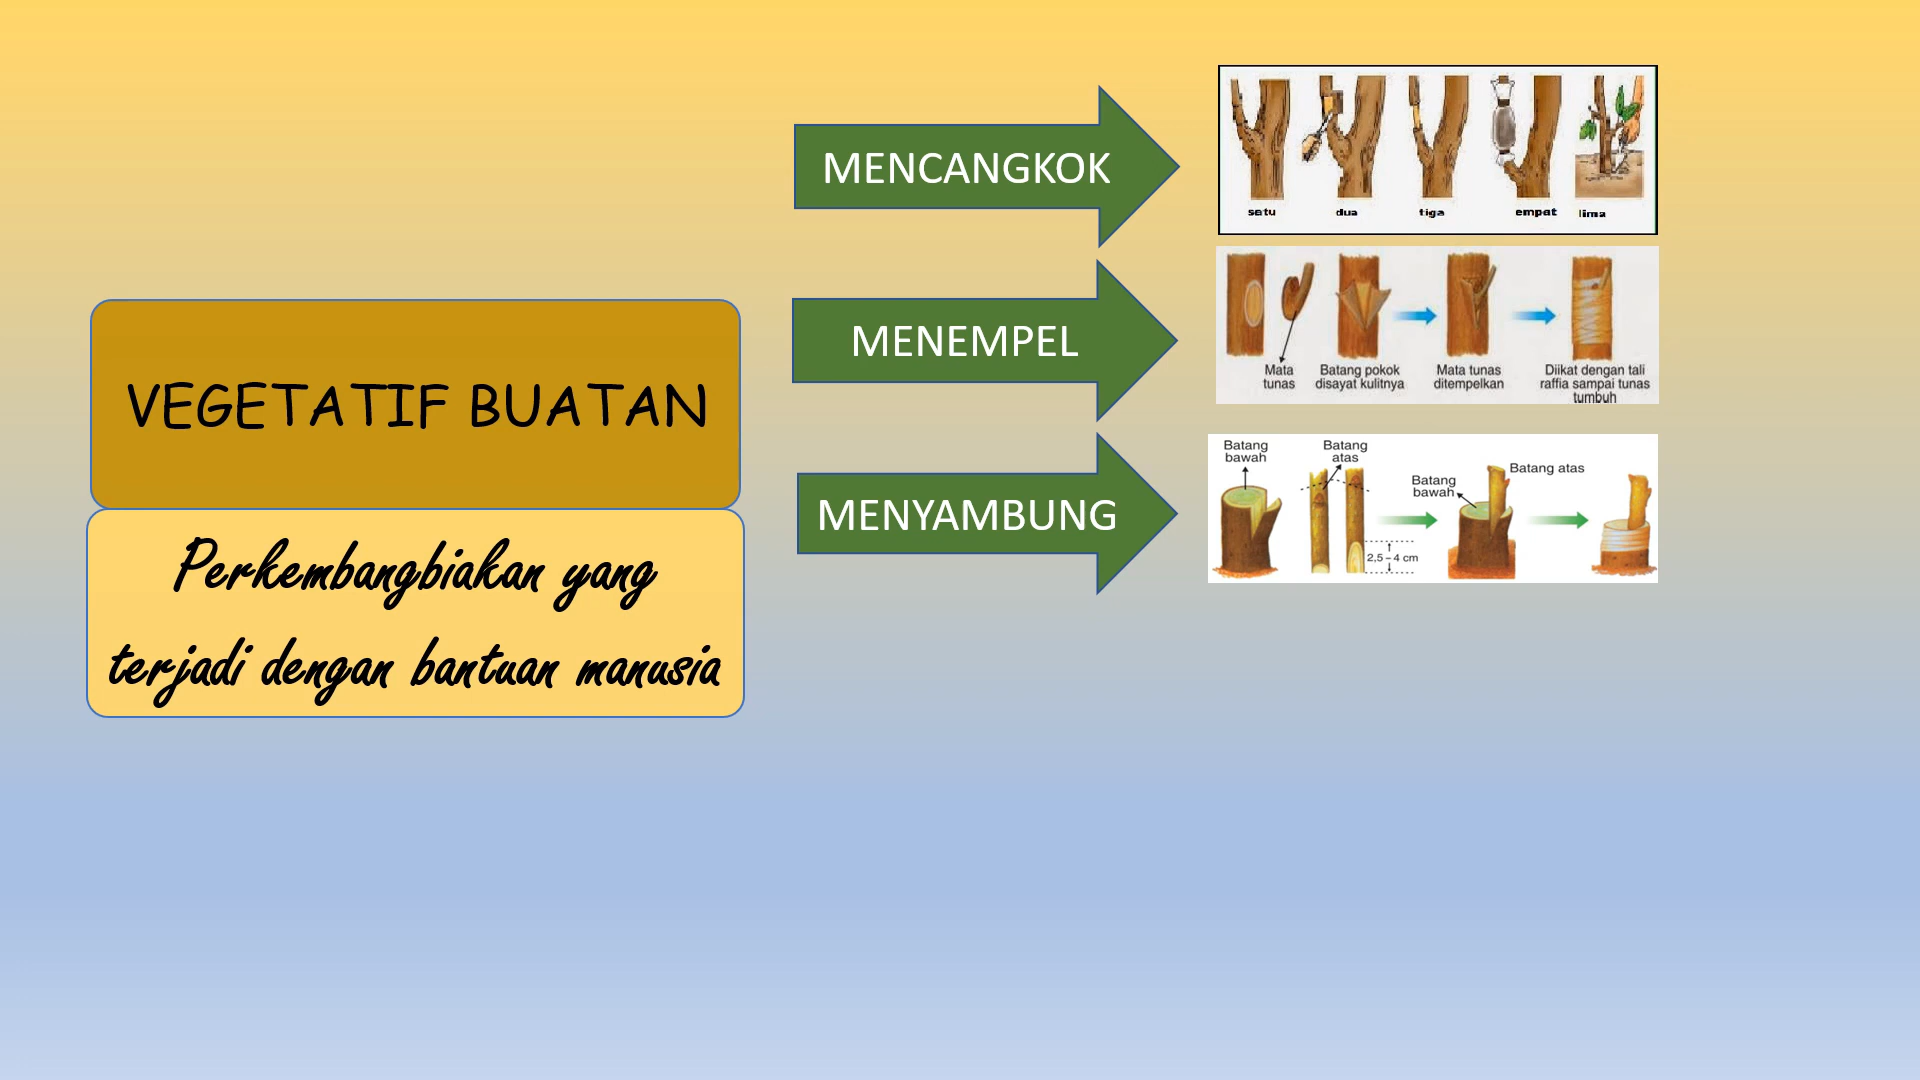 VEGETATIF BUATAN
Perkembangbiakan yang
terjadi dengan bantuan manusia
MENCANGKOK
satu dua tiga empat lima
MENEMPEL
Mata
tunas
Batang pokok
disayat kulitnya
Mata tunas
ditempelkan
Diikat dengan tali
raffia sampai tunas
tumbuh
MENYAMBUNG
Batang
bawah
Batang
atas
2,5 – 4 cm
Batang
bawah
Batang atas